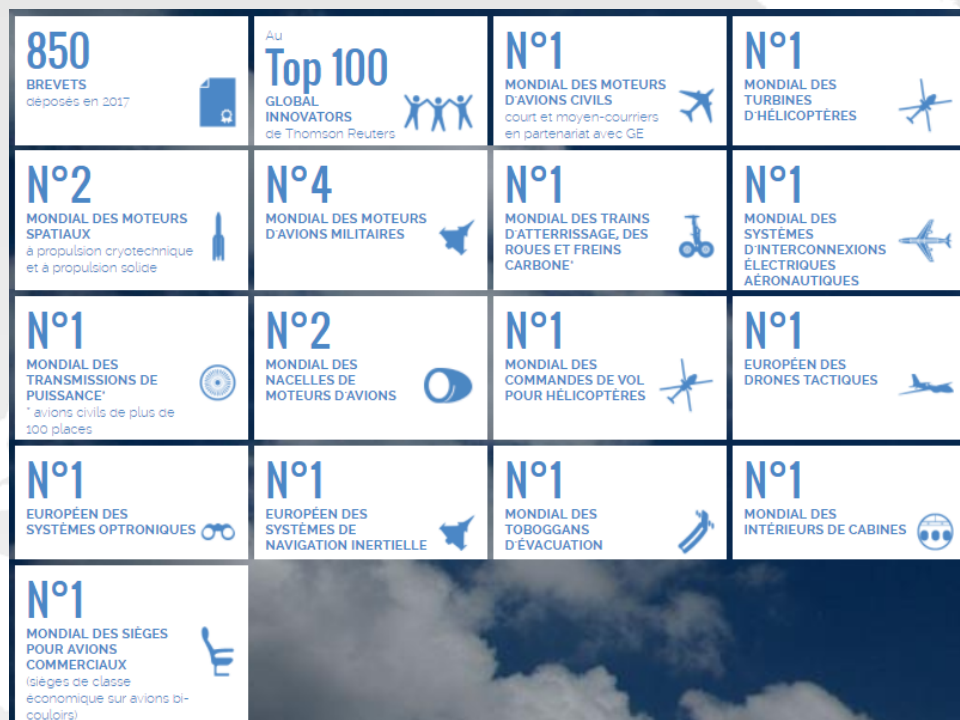 850
BREVETS
déposés en 2017
Au
Top 100
GLOBAL
INNOVATORS
de Thomson Reuters
N°1
MONDIAL DES MOTEURS
D'AVIONS CIVILS
court et moyen-courriers
en partenariat avec GE
N°1
MONDIAL DES
TURBINES
D'HÉLICOPTÈRES
N°2
MONDIAL DES MOTEURS
SPATIAUX
à propulsion cryotechnique
et à propulsion solide
N°4
MONDIAL DES MOTEURS
D'AVIONS MILITAIRES
N°1
MONDIAL DES TRAINS
D'ATTERRISSAGE, DES
ROUES ET FREINS
CARBONE*
N°1
MONDIAL DES
SYSTÈMES
D'INTERCONNEXIONS
ÉLECTRIQUES
AÉRONAUTIQUES
N°1
MONDIAL DES
TRANSMISSIONS DE
PUISSANCE*
* avions civils de plus de
100 places
N°2
MONDIAL DES
NACELLES DE
MOTEURS D'AVIONS
N°1
MONDIAL DES
COMMANDES DE VOL
POUR HÉLICOPTÈRES
N°1
EUROPÉEN DES
DRONES TACTIQUES
N°1
EUROPÉEN DES
SYSTÈMES OPTRONIQUES
N°1
EUROPÉEN DES
SYSTÈMES DE
NAVIGATION INERTIELLE
N°1
MONDIAL DES
TOBOGGANS
D'ÉVACUATION
N°1
MONDIAL DES
INTÉRIEURS DE CABINES
N°1
MONDIAL DES SIÈGES
POUR AVIONS
COMMERCIAUX
(sièges de classe
économique sur avions bi-
couloirs)